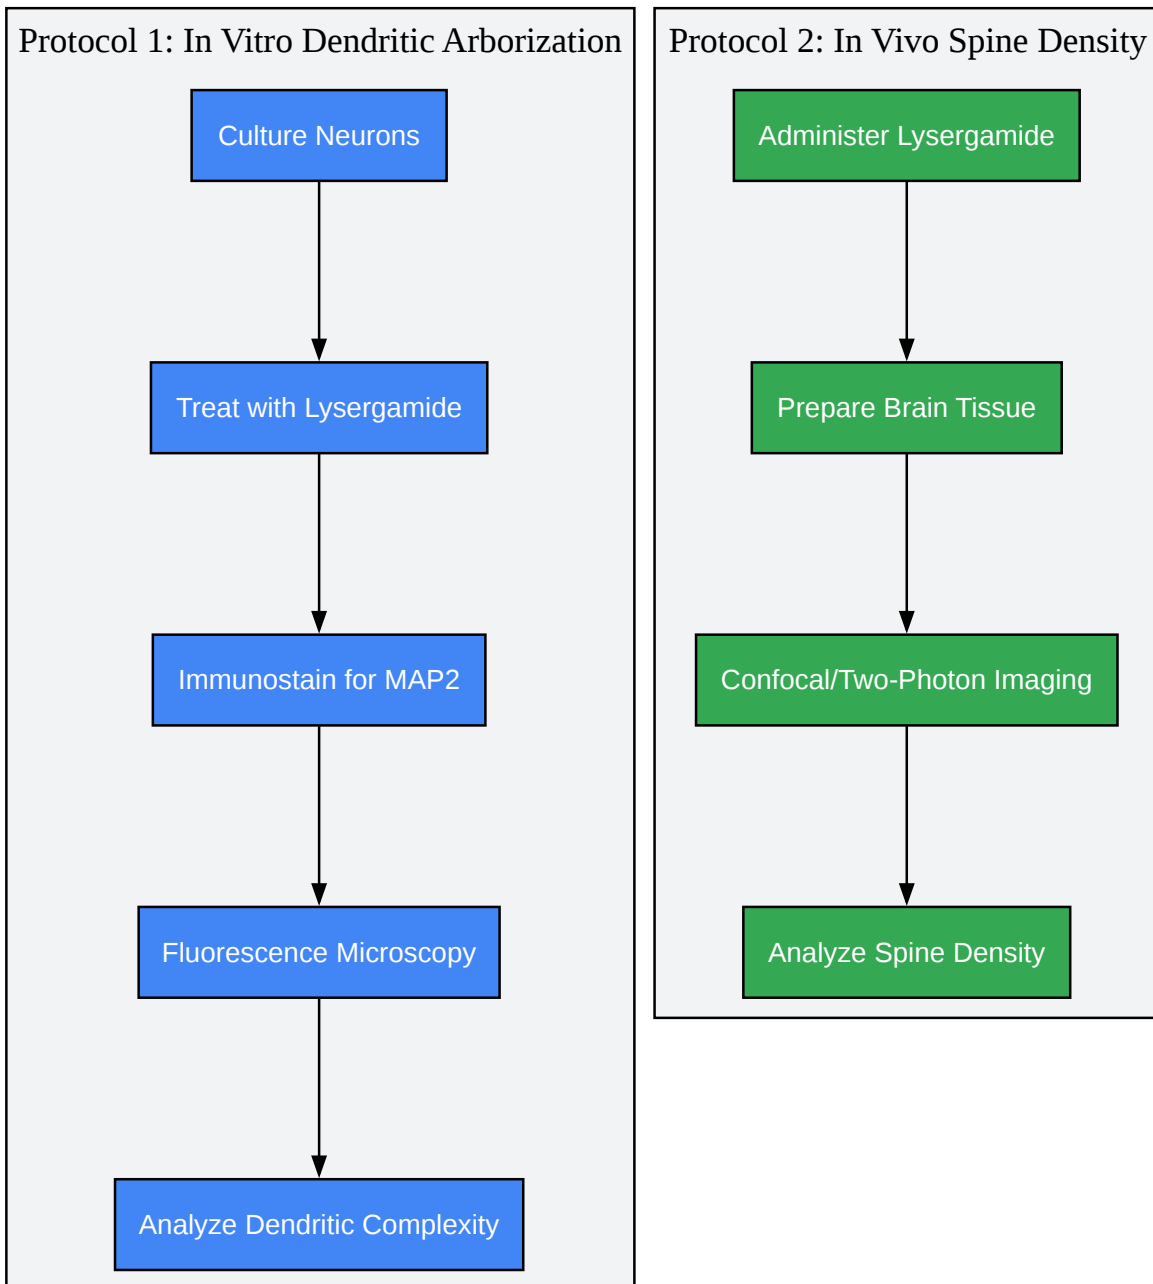 Protocol 1: In Vitro Dendritic Arborization
Culture Neurons
Treat with Lysergamide
Immunostain for MAP2
Fluorescence Microscopy
Analyze Dendritic Complexity
Protocol 2: In Vivo Spine Density
Administer Lysergamide
Prepare Brain Tissue
Confocal/Two-Photon Imaging
Analyze Spine Density